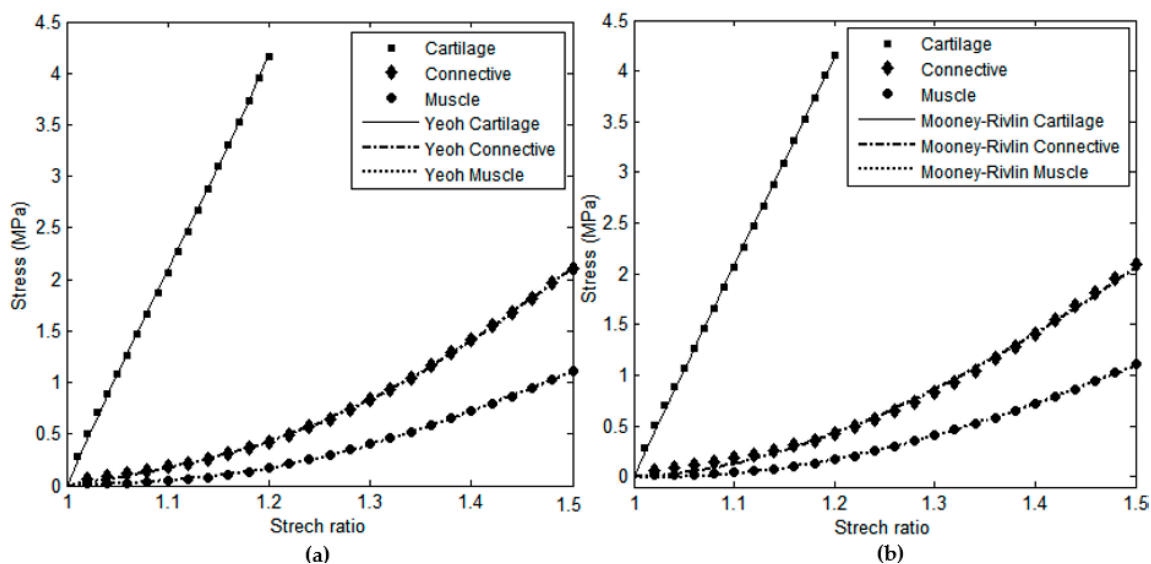 4.5
4
3.5
3
2.5
2
1.5
1
0.5
0
Stress (MPa)
Cartilage
Connective
Muscle
Yeoh Cartilage
Yeoh Connective
Yeoh Muscle
1
1.1
1.2
1.3
1.4
1.5
Strech ratio
(a)
4.5
4
3.5
3
2.5
2
1.5
1
0.5
0
Stress (MPa)
Cartilage
Connective
Muscle
Mooney-Rivlin Cartilage
Mooney-Rivlin Connective
Mooney-Rivlin Muscle
1
1.1
1.2
1.3
1.4
1.5
Strech ratio
(b)